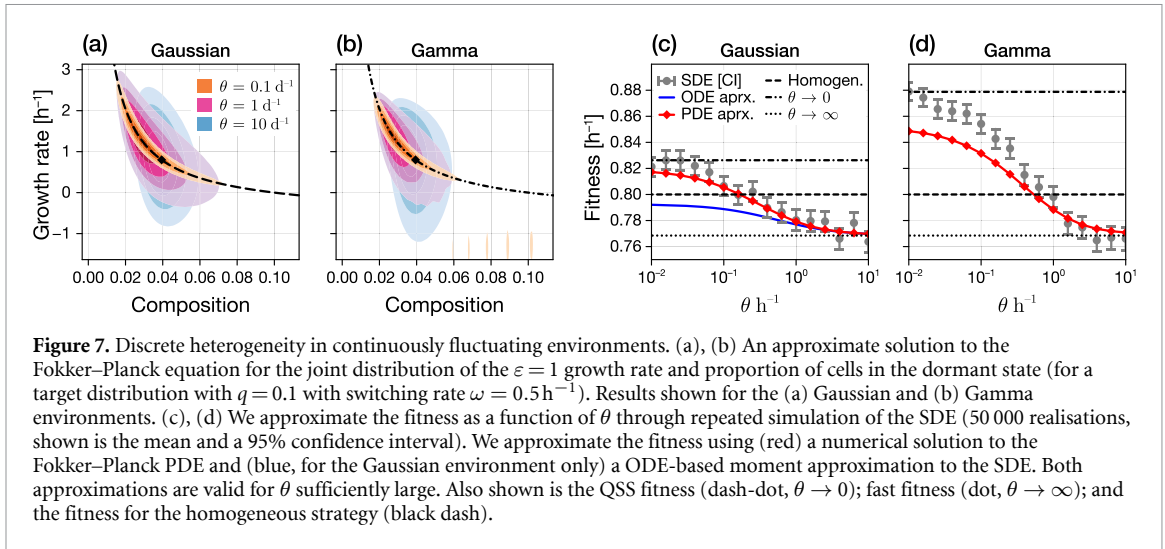 (a) Gaussian
(b) Gamma
(c) Gaussian
(d) Gamma
Growth rate [h⁻¹]
3
2
1
0
−1
θ = 0.1 d⁻¹
θ = 1 d⁻¹
θ = 10 d⁻¹
0.00 0.02 0.04 0.06 0.08 0.10
Composition
0.00 0.02 0.04 0.06 0.08 0.10
Composition
Fitness [h⁻¹]
0.88
0.86
0.84
0.82
0.80
0.78
0.76
SDE [CI]
ODE aprx.
PDE aprx.
Homogen.
θ → 0
θ → ∞
10⁻² 10⁻¹ 10⁰ 10¹
θ h⁻¹
10⁻² 10⁻¹ 10⁰ 10¹
θ h⁻¹
Figure 7. Discrete heterogeneity in continuously fluctuating environments. (a), (b) An approximate solution to the
Fokker–Planck equation for the joint distribution of the ε = 1 growth rate and proportion of cells in the dormant state (for a
target distribution with q = 0.1 with switching rate ω = 0.5 h⁻¹). Results shown for the (a) Gaussian and (b) Gamma
environments. (c), (d) We approximate the fitness as a function of θ through repeated simulation of the SDE (50 000 realisations,
shown is the mean and a 95% confidence interval). We approximate the fitness using (red) a numerical solution to the
Fokker–Planck PDE and (blue, for the Gaussian environment only) a ODE-based moment approximation to the SDE. Both
approximations are valid for θ sufficiently large. Also shown is the QSS fitness (dash-dot, θ → 0); fast fitness (dot, θ → ∞); and
the fitness for the homogeneous strategy (black dash).